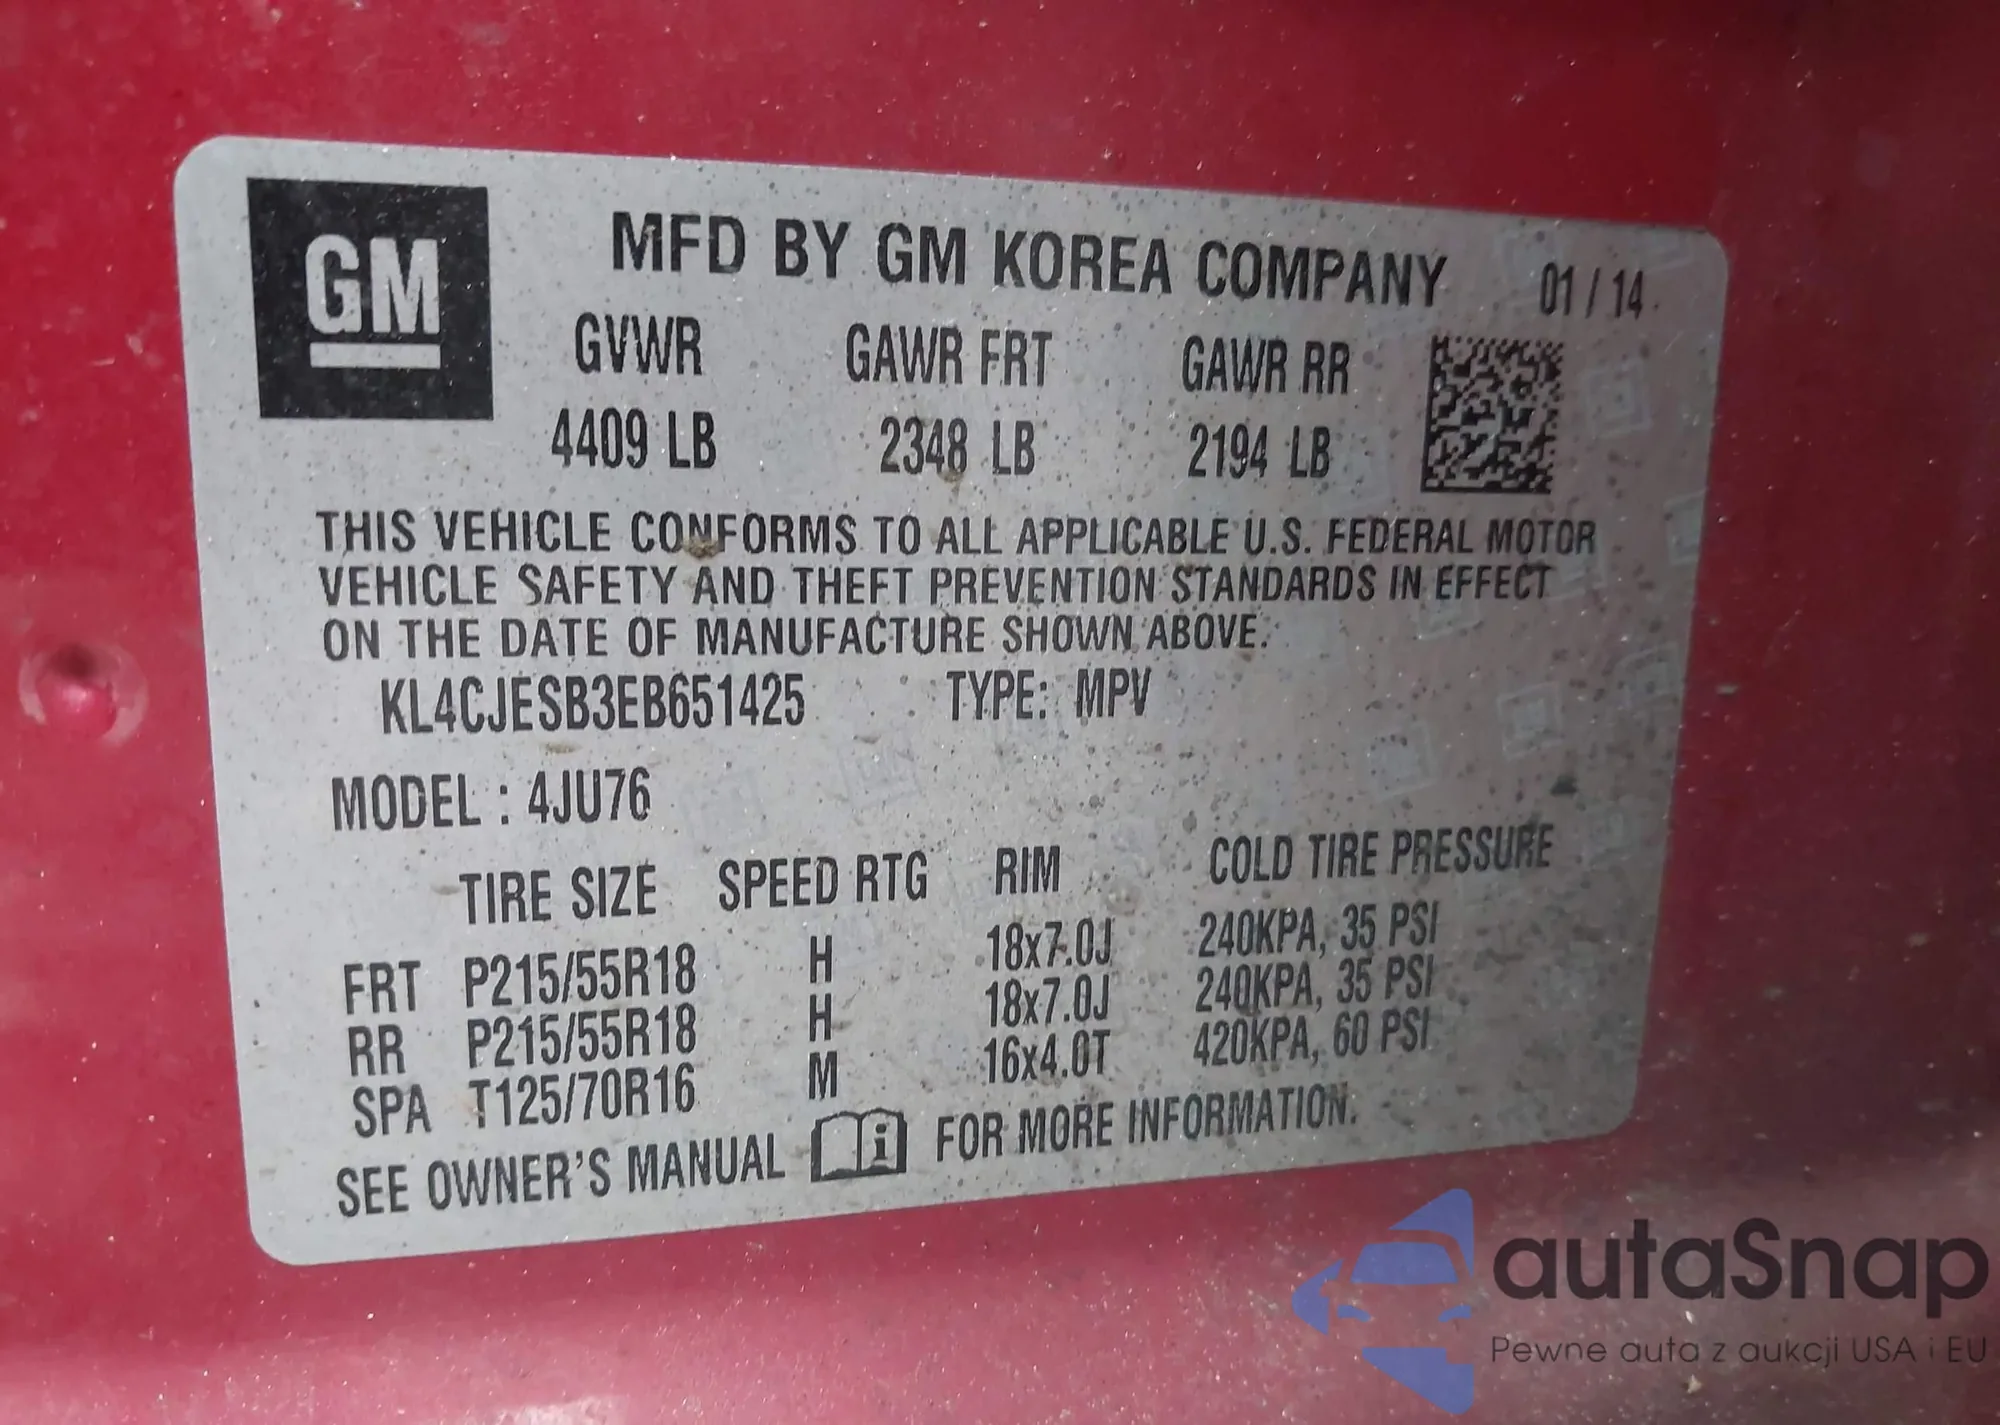 GM
MFD BY GM KOREA COMPANY 01 / 14
GVWR GAWR FRT GAWR RR
4409 LB 2348 LB 2194 LB
THIS VEHICLE CONFORMS TO ALL APPLICABLE U.S. FEDERAL MOTOR
VEHICLE SAFETY AND THEFT PREVENTION STANDARDS IN EFFECT
ON THE DATE OF MANUFACTURE SHOWN ABOVE.
KL4CJESB3EB651425 TYPE: MPV
MODEL : 4JU76
TIRE SIZE SPEED RTG RIM COLD TIRE PRESSURE
FRT P215/55R18 H 18x7.0J 240KPA, 35 PSI
RR P215/55R18 H 18x7.0J 240KPA, 35 PSI
SPA T125/70R16 M 16x4.0T 420KPA, 60 PSI
SEE OWNER'S MANUAL i FOR MORE INFORMATION.
autaSnap
Pewne auta z aukcji USA i EU